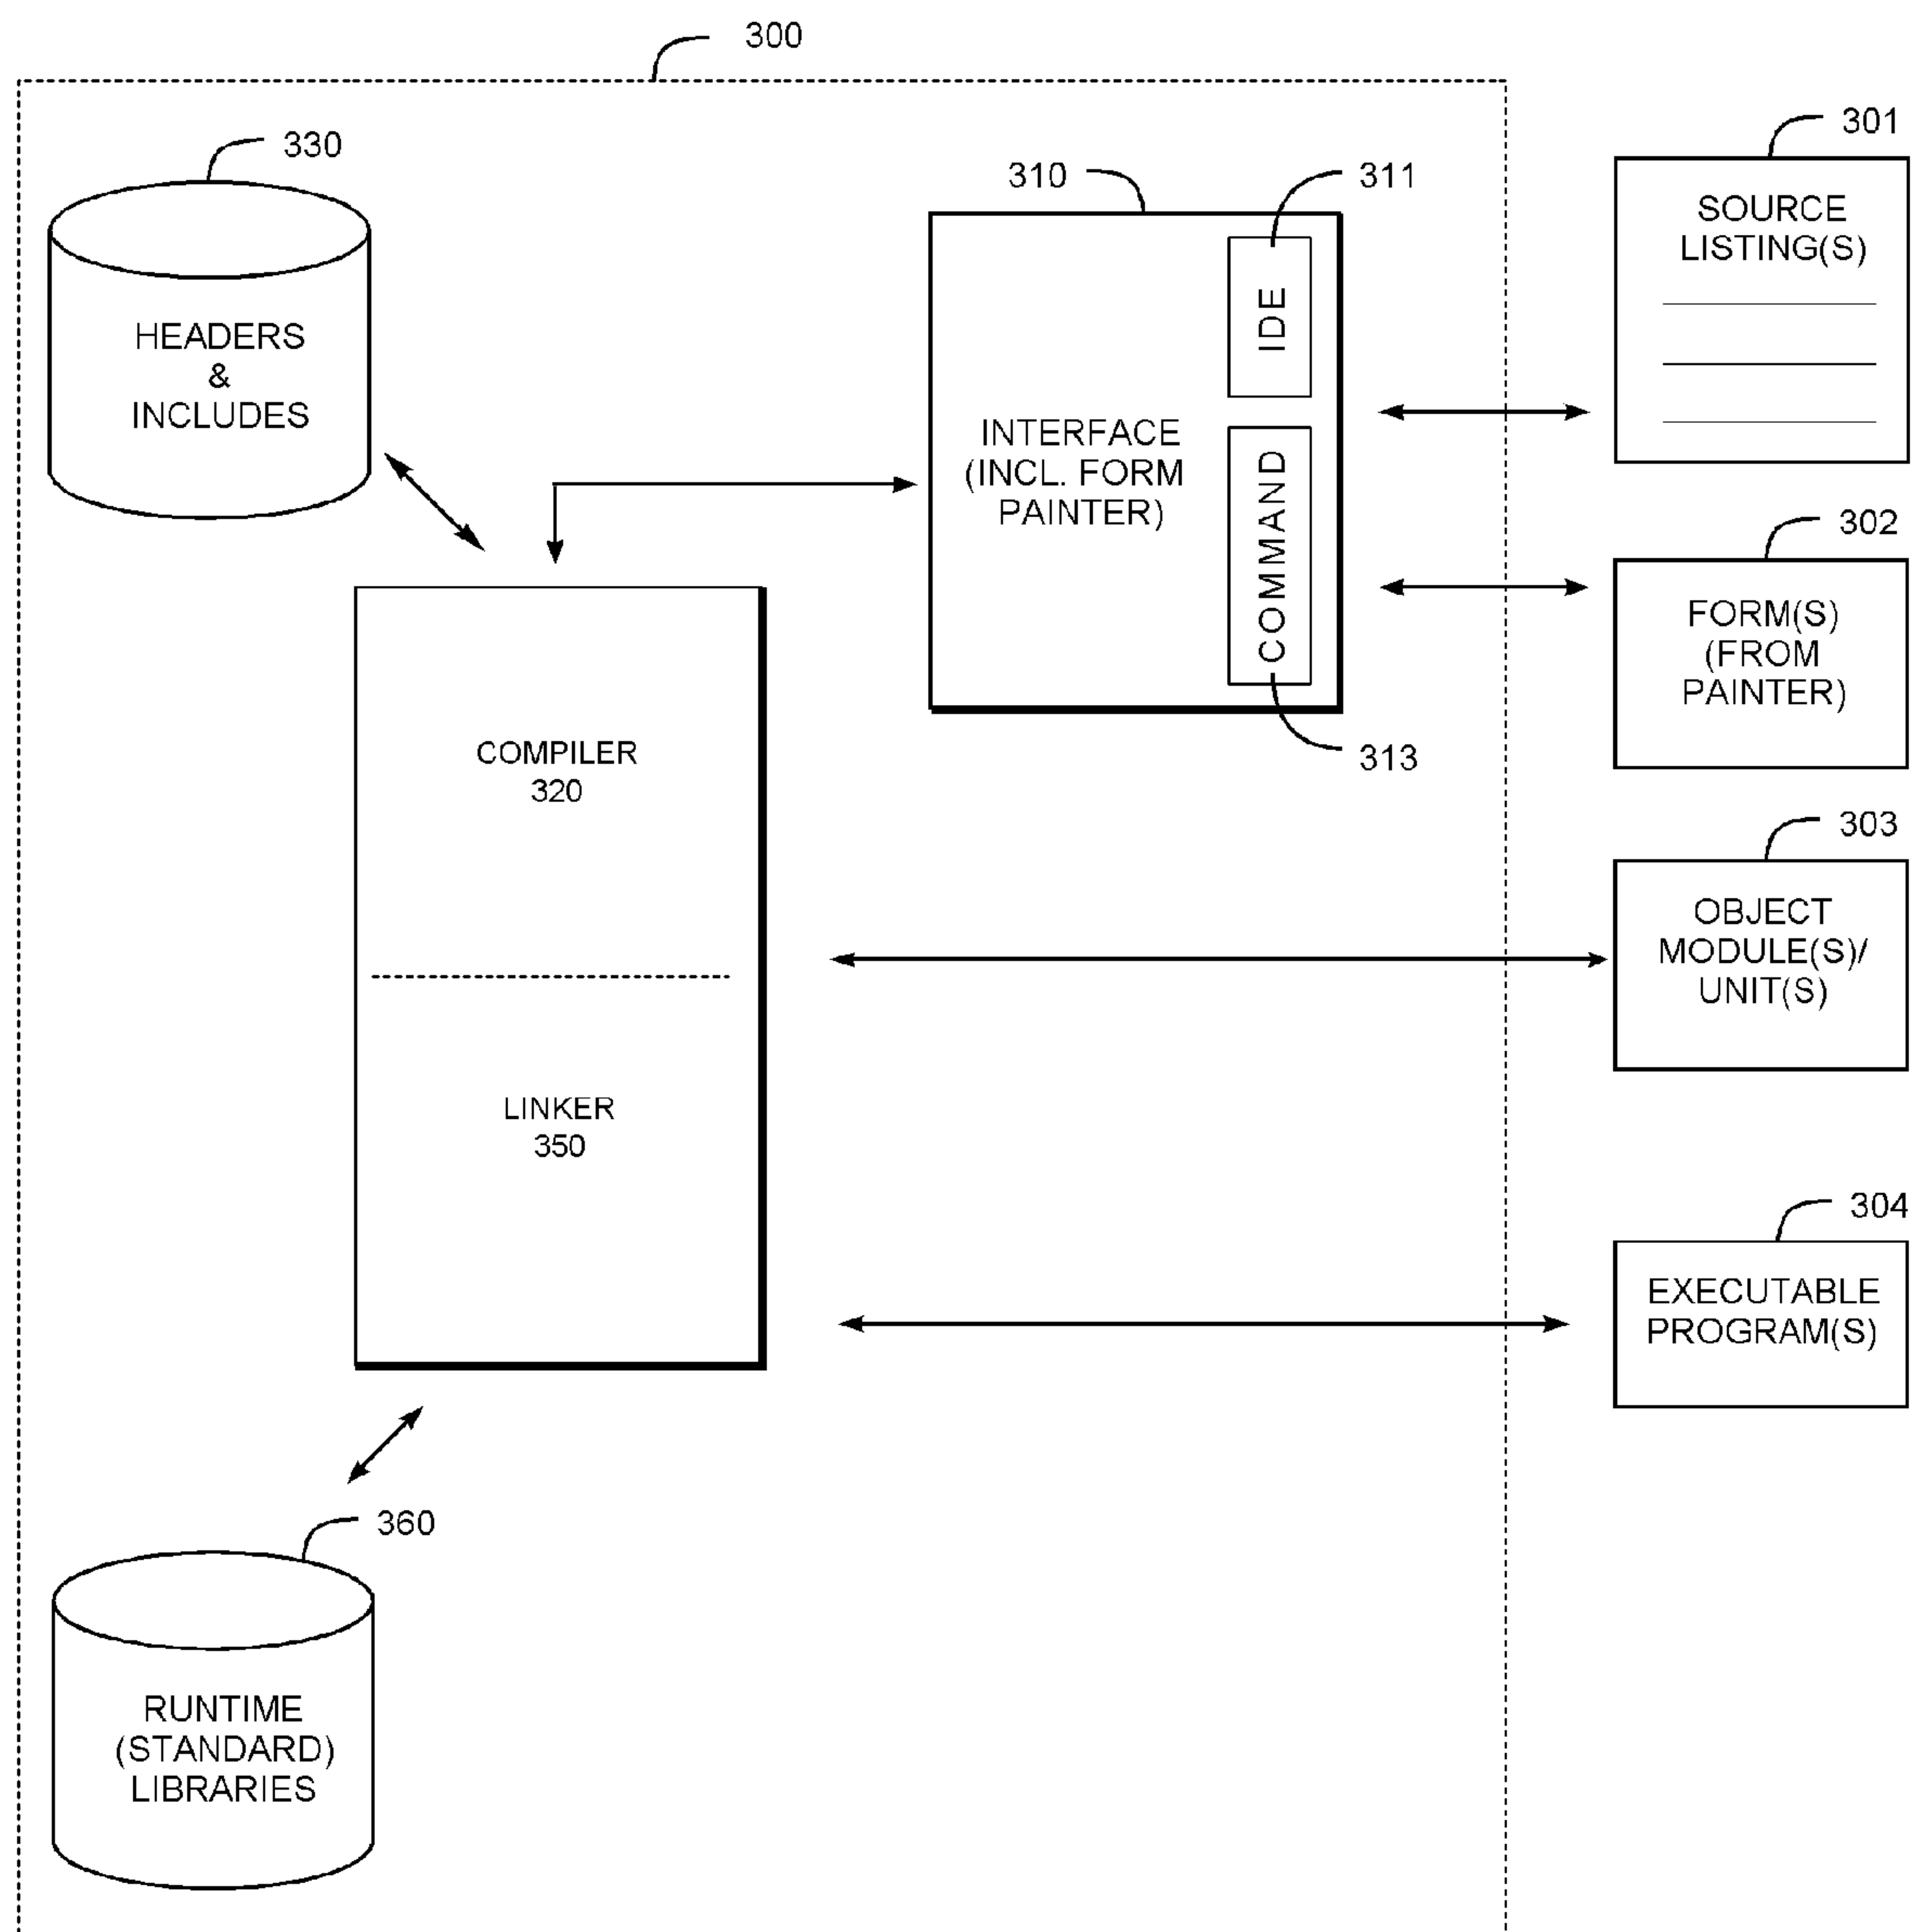 300
330
HEADERS
&
INCLUDES
310
311
INTERFACE
(INCL. FORM
PAINTER)
IDE
COMMAND
313
301
SOURCE
LISTING(S)
302
FORM(S)
(FROM
PAINTER)
COMPILER
320
LINKER
350
303
OBJECT
MODULE(S)/
UNIT(S)
304
EXECUTABLE
PROGRAM(S)
360
RUNTIME
(STANDARD)
LIBRARIES